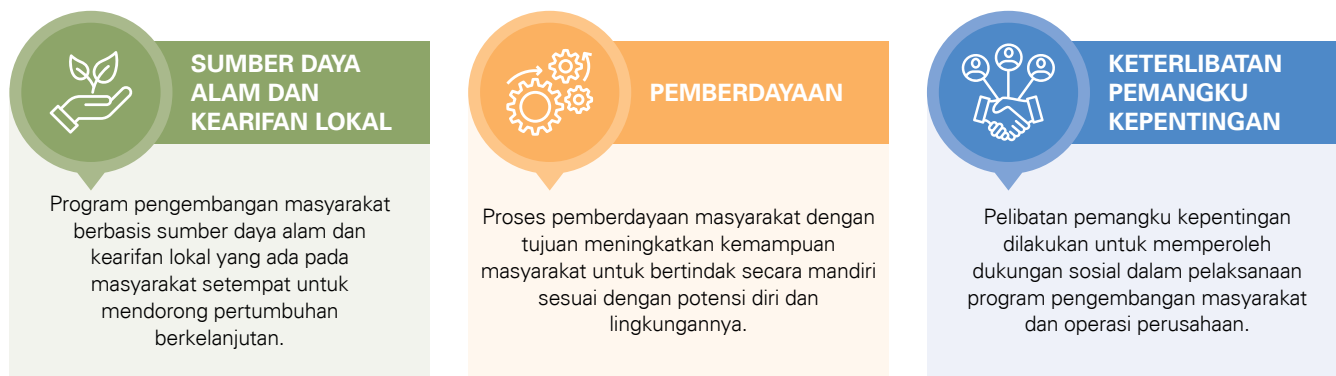 SUMBER DAYA
ALAM DAN
KEARIFAN LOKAL
Program pengembangan masyarakat
berbasis sumber daya alam dan
kearifan lokal yang ada pada
masyarakat setempat untuk
mendorong pertumbuhan
berkelanjutan.
PEMBERDAYAAN
Proses pemberdayaan masyarakat dengan
tujuan meningkatkan kemampuan
masyarakat untuk bertindak secara mandiri
sesuai dengan potensi diri dan
lingkungannya.
KETERLIBATAN
PEMANGKU
KEPENTINGAN
Pelibatan pemangku kepentingan
dilakukan untuk memperoleh
dukungan sosial dalam pelaksanaan
program pengembangan masyarakat
dan operasi perusahaan.